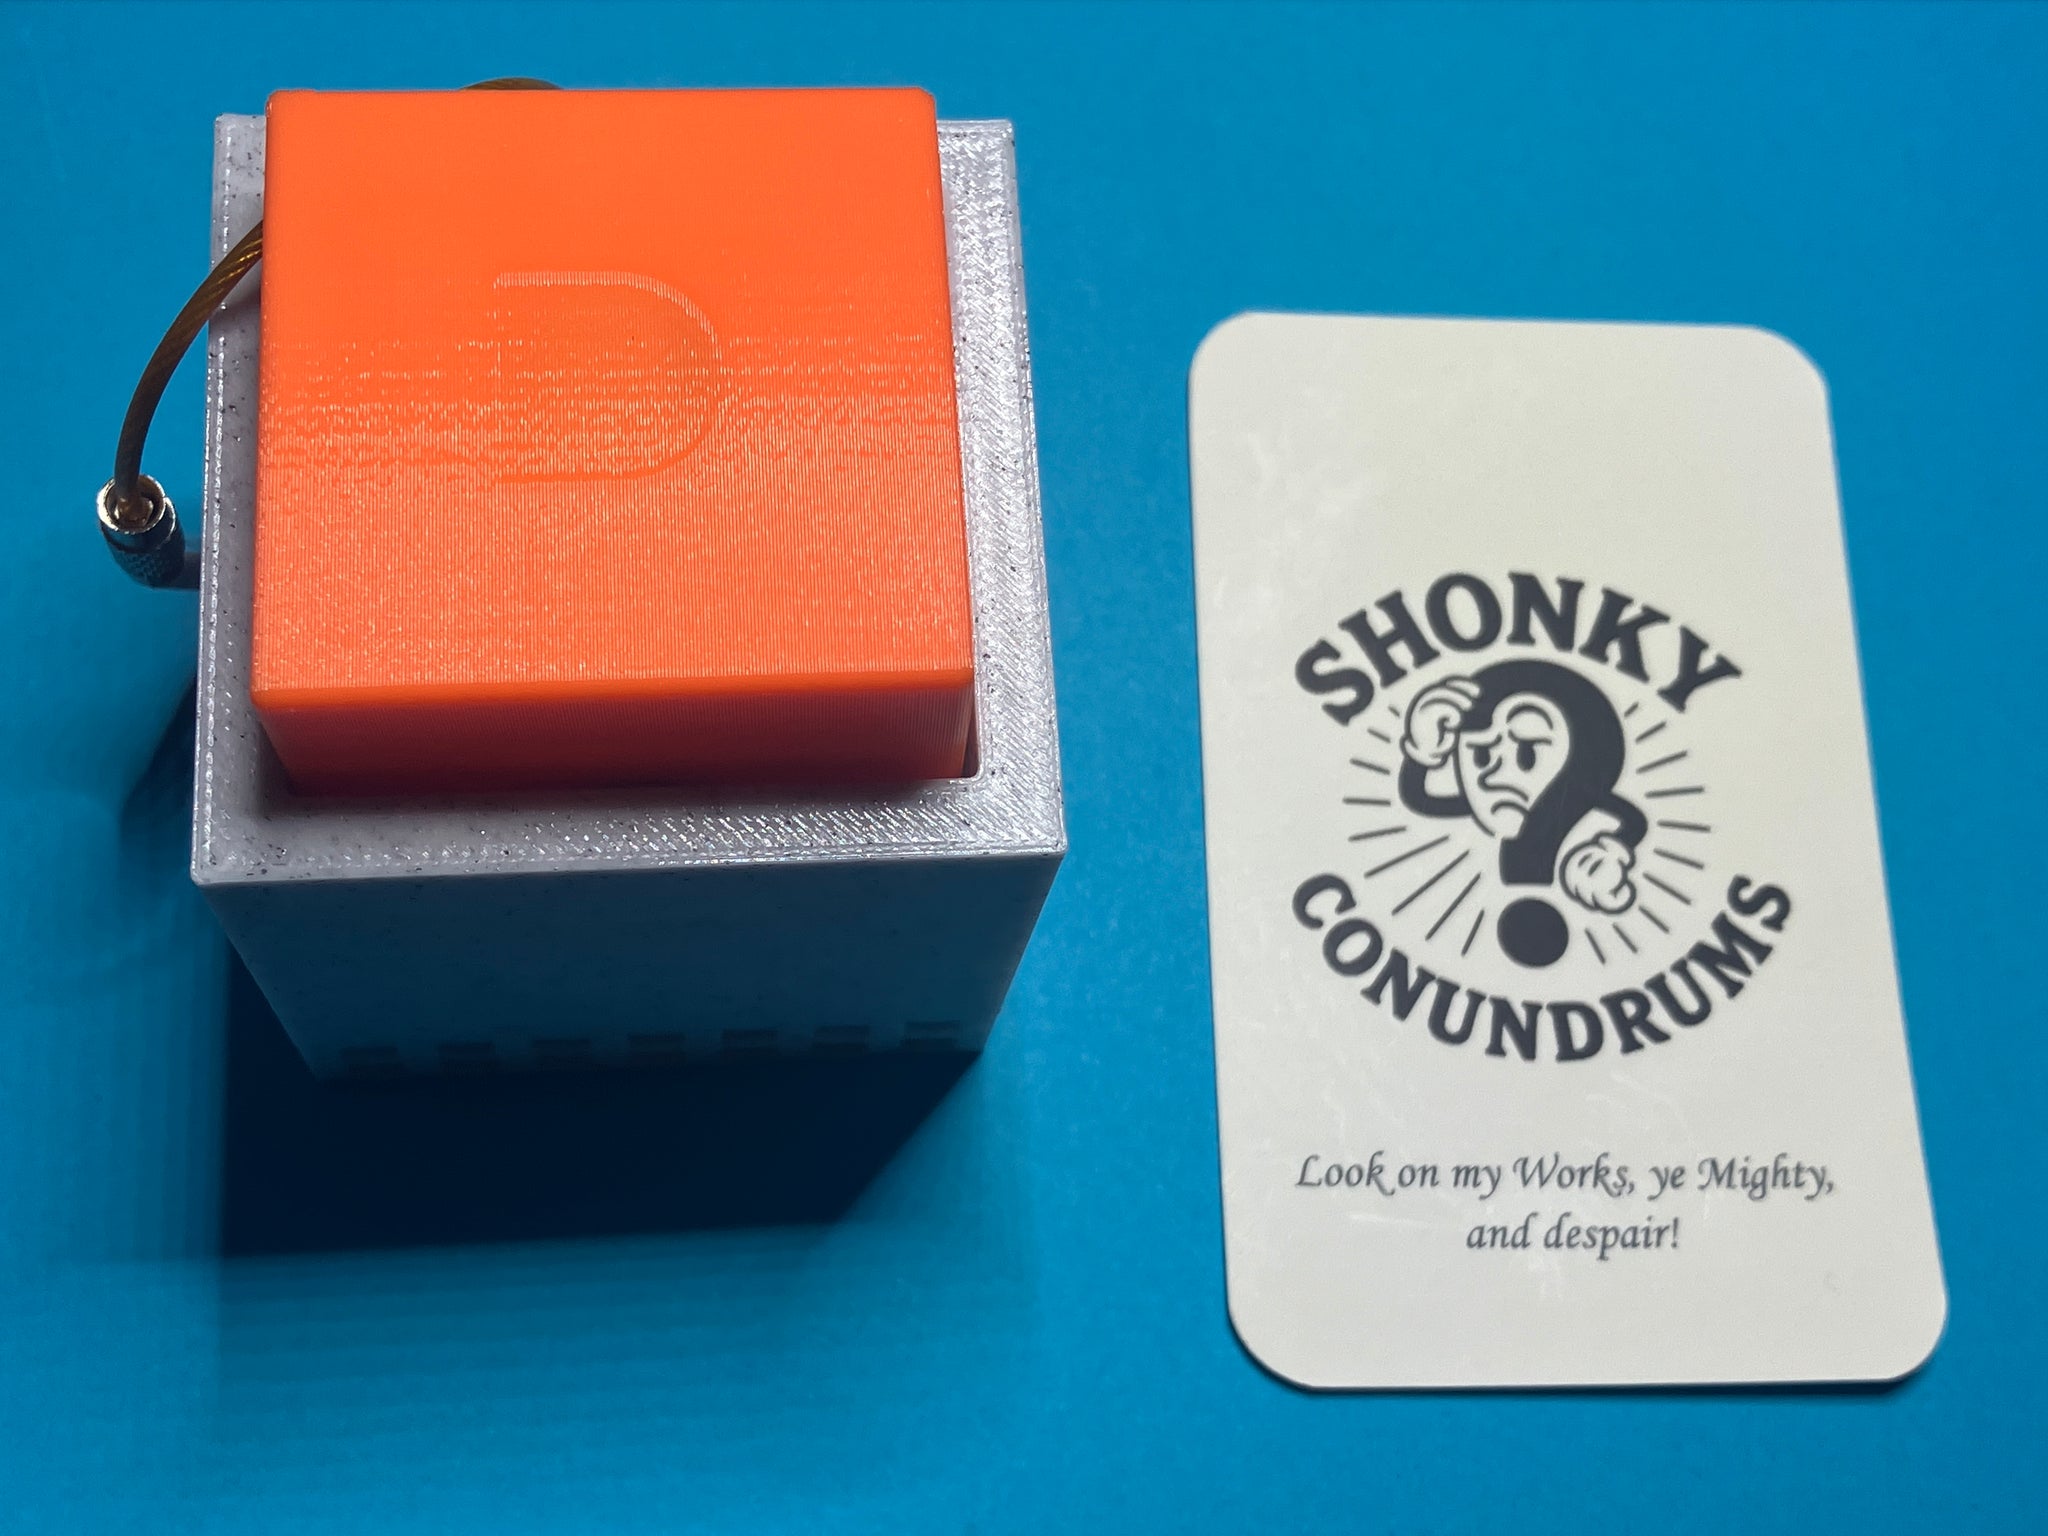 D
SHONKY
CONUNDRUMS
Look on my Works, ye Mighty,
and despair!